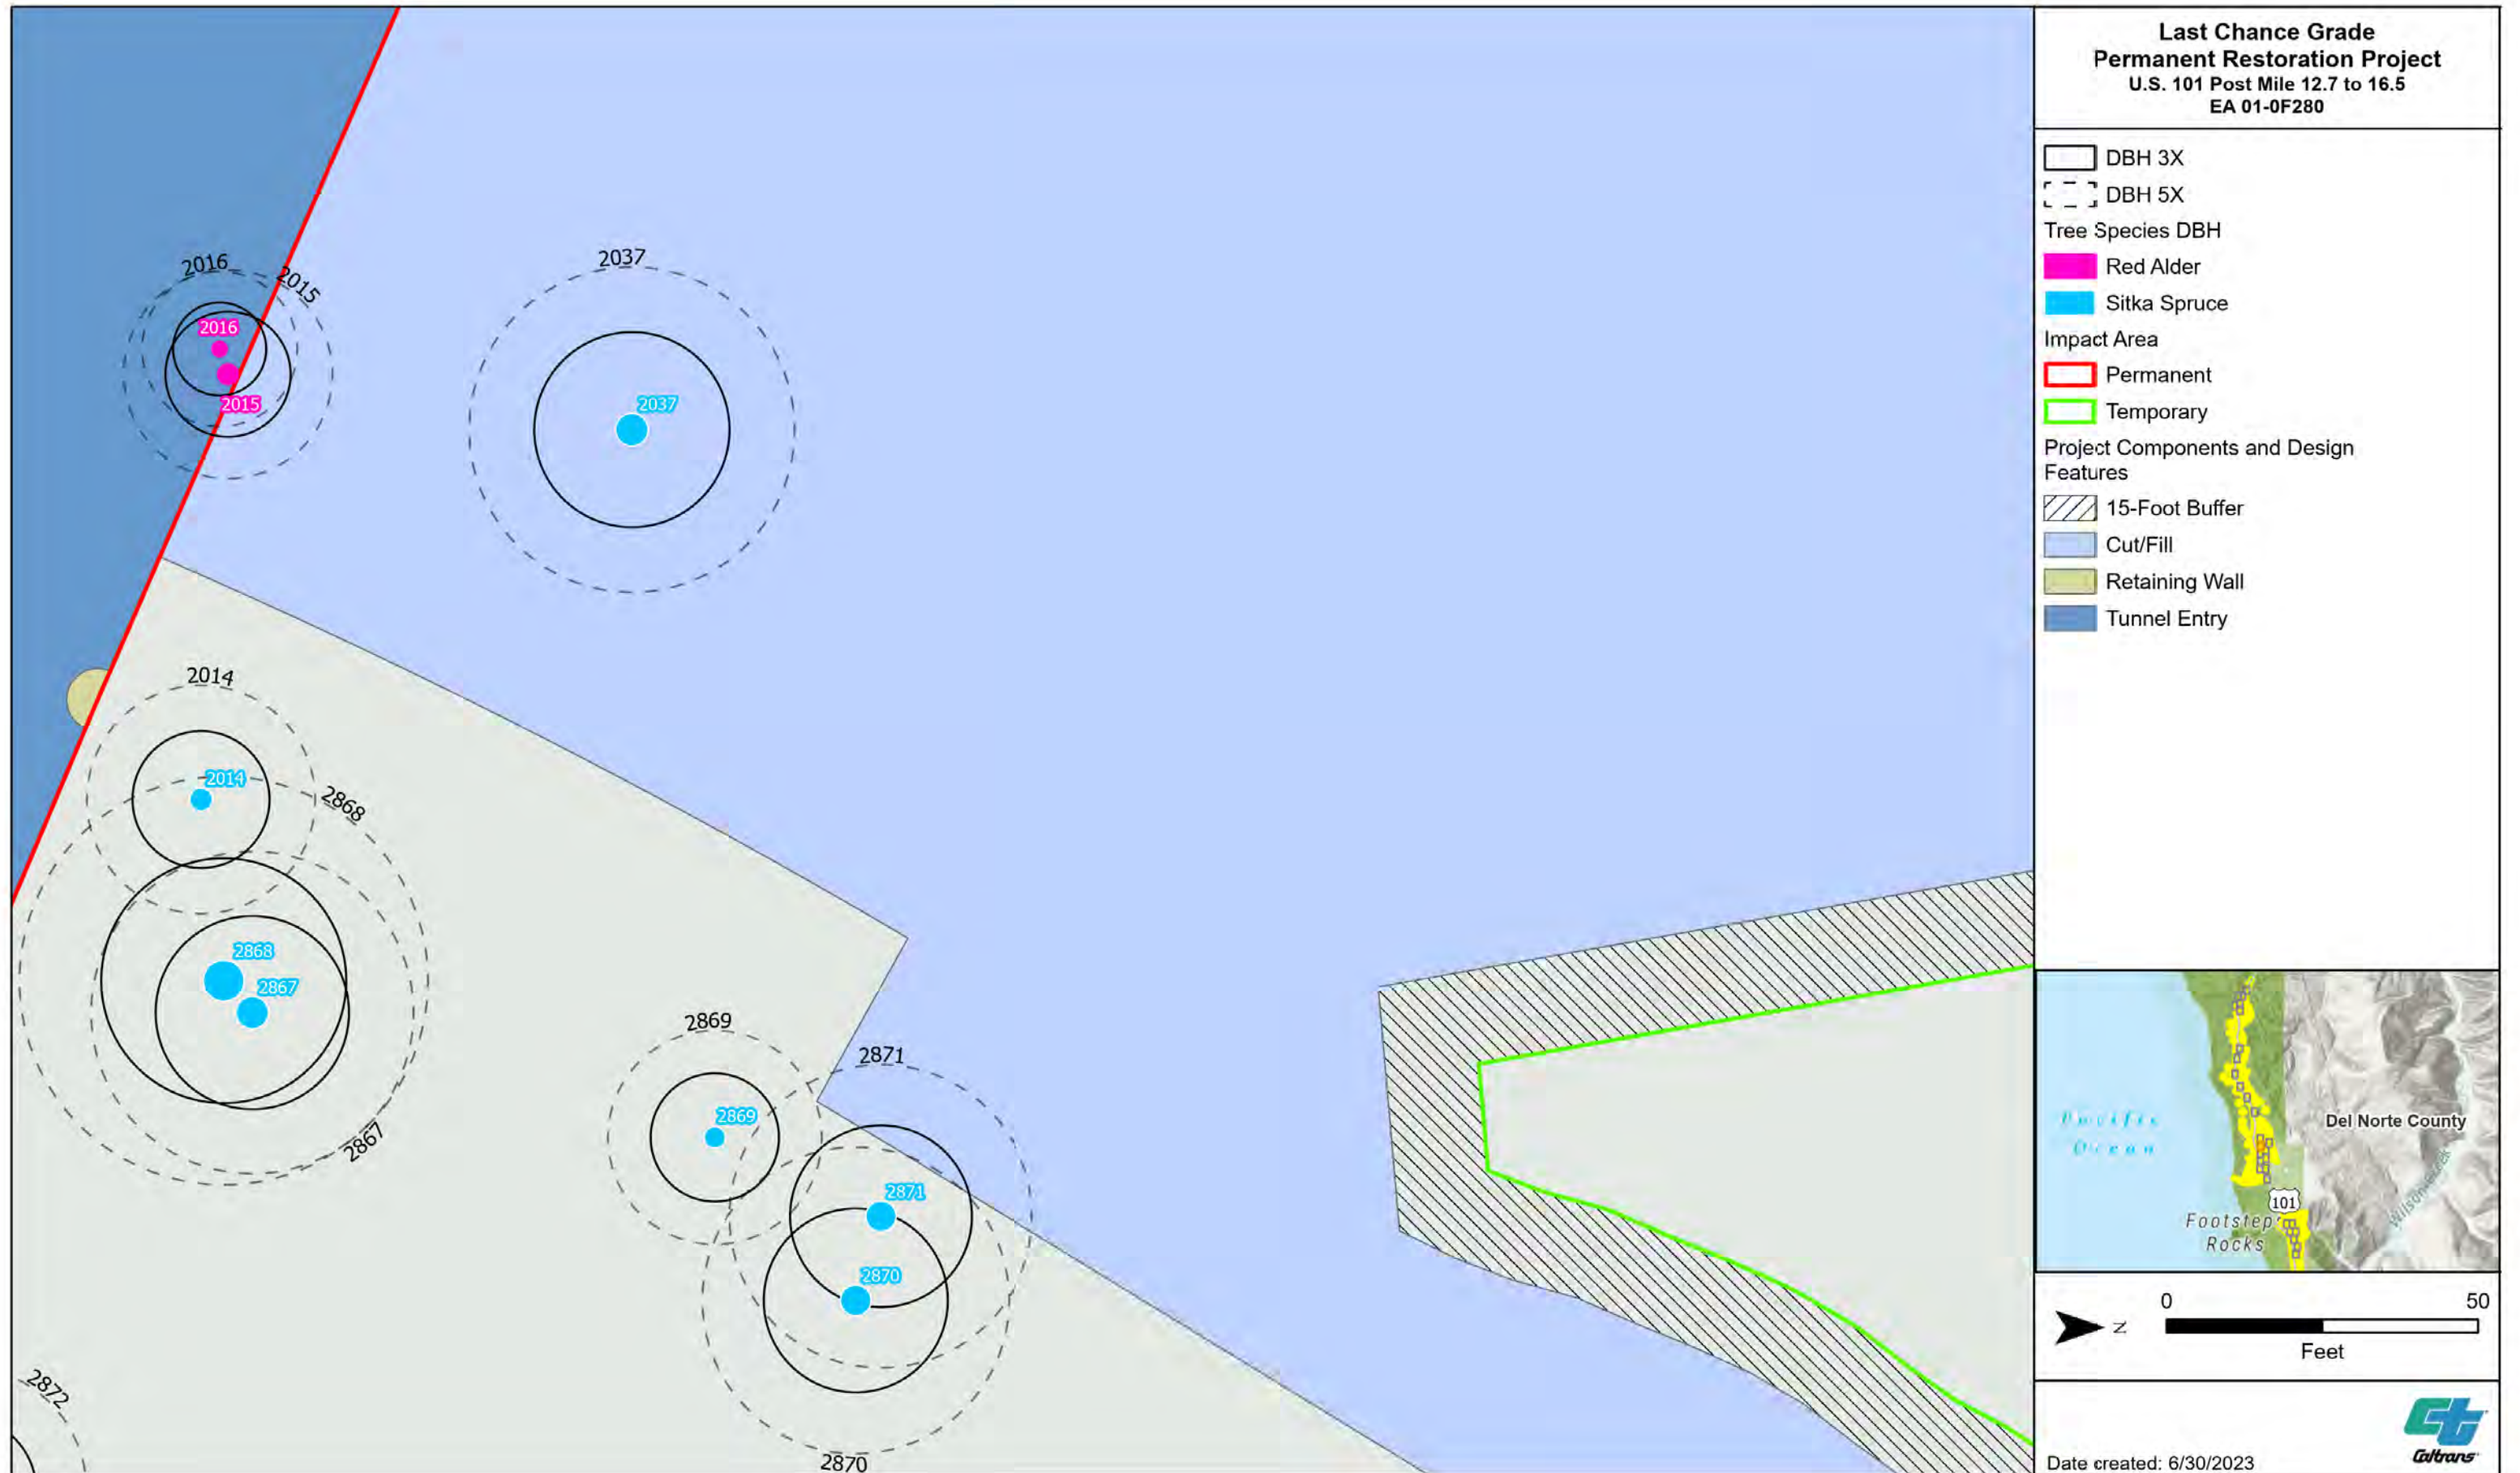 2016
2015
2016
2015
2037
2037
2014
2014
2868
2868
2867
2867
2869
2869
2871
2871
2870
2870
2872
Last Chance Grade
Permanent Restoration Project
U.S. 101 Post Mile 12.7 to 16.5
EA 01-0F280
DBH 3X
DBH 5X
Tree Species DBH
Red Alder
Sitka Spruce
Impact Area
Permanent
Temporary
Project Components and Design
Features
15-Foot Buffer
Cut/Fill
Retaining Wall
Tunnel Entry
Pacific
Ocean
Del Norte County
101
Footsteps
Rocks
Wilson Creek
N
0 50
Feet
Date created: 6/30/2023
Caltrans